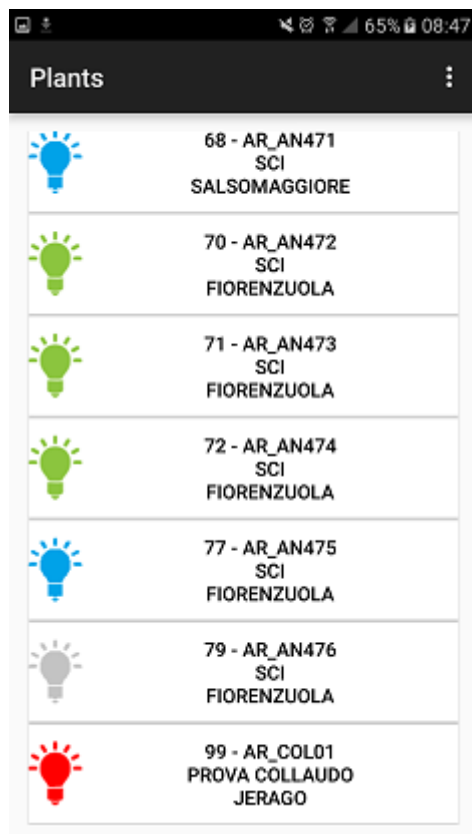 65% 08:47
Plants
68 - AR_AN471
SCI
SALSOMAGGIORE
70 - AR_AN472
SCI
FIORENZUOLA
71 - AR_AN473
SCI
FIORENZUOLA
72 - AR_AN474
SCI
FIORENZUOLA
77 - AR_AN475
SCI
FIORENZUOLA
79 - AR_AN476
SCI
FIORENZUOLA
99 - AR_COL01
PROVA COLLAUDO
JERAGO